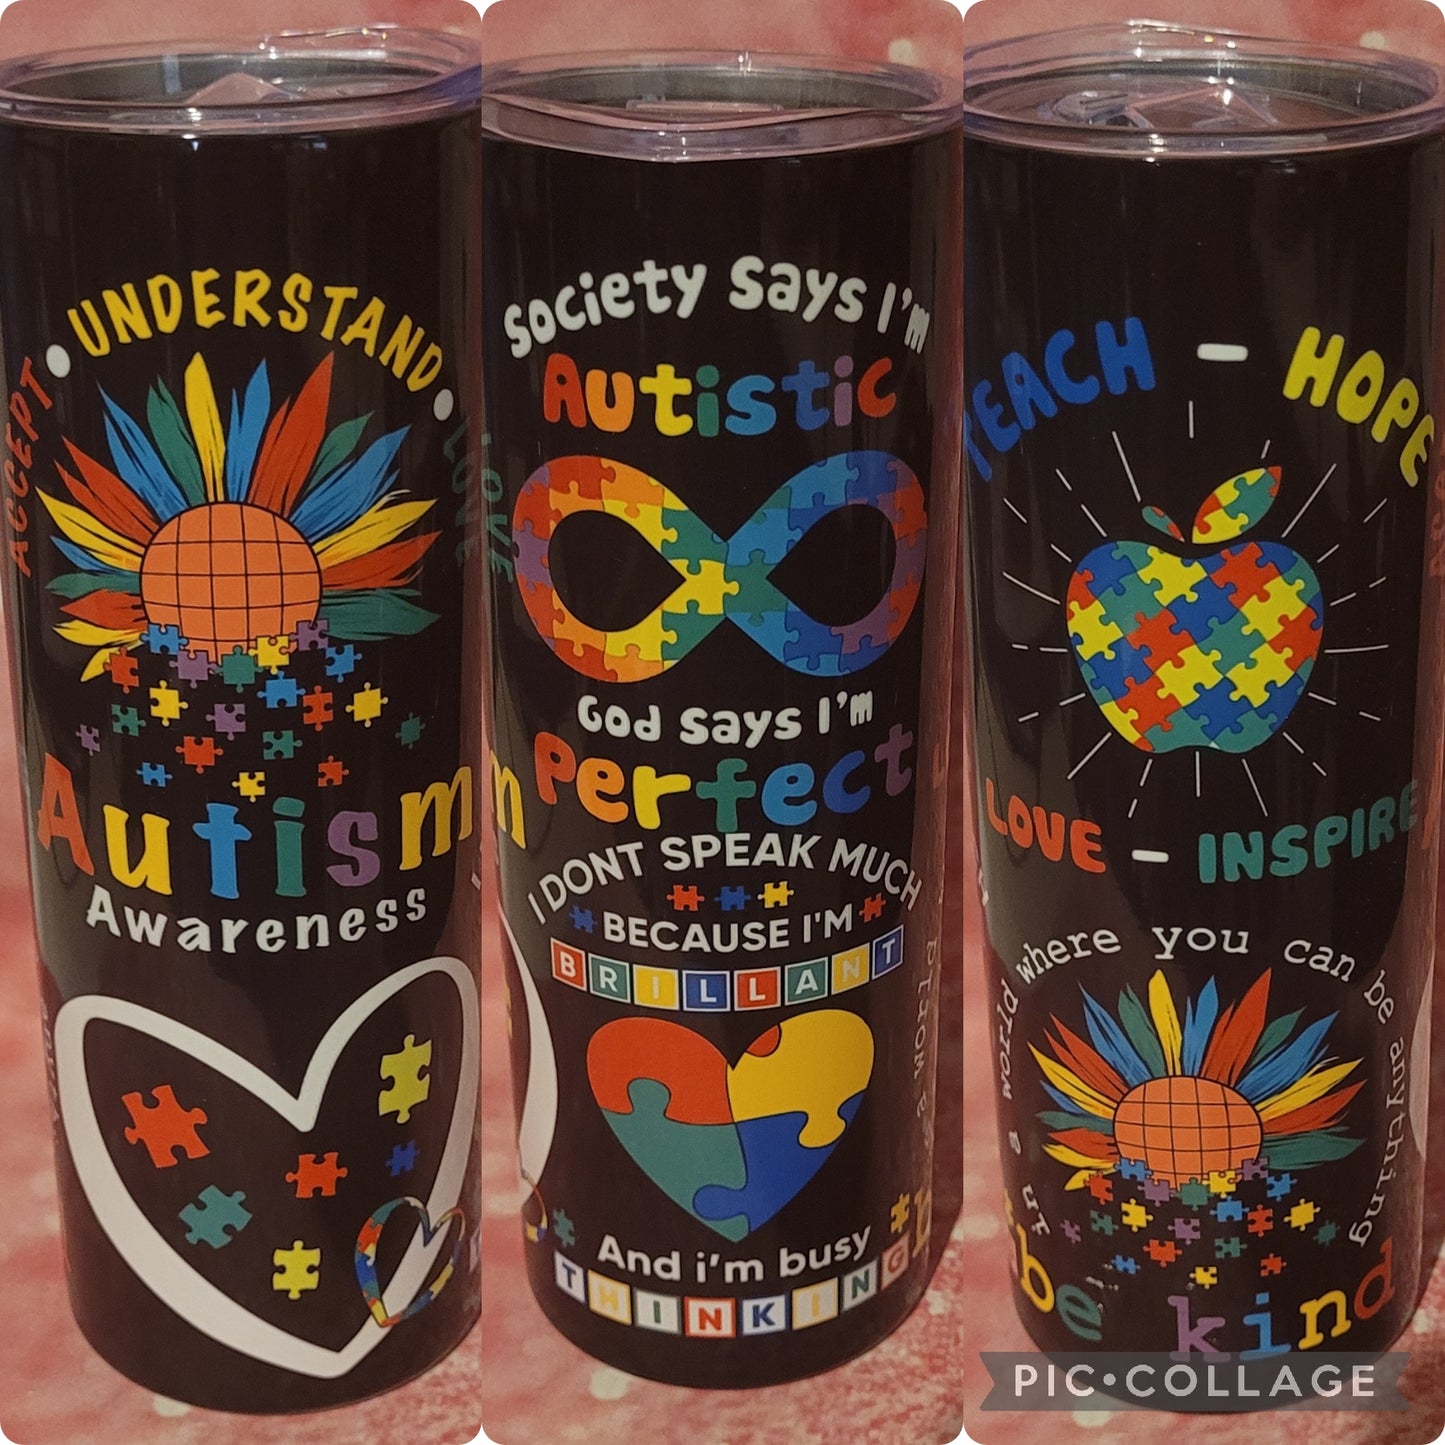 ACCEPT • UNDERSTAND • LOVE
Autism
Awareness
Society Says I'm
Autistic
God says I'm
Perfect
I DONT SPEAK MUCH
BECAUSE I'M
BRILLANT
And i'm busy
THINKING
TEACH - HOPE
LOVE - INSPIRE
in a world where you can be anything
be kind
PIC•COLLAGE